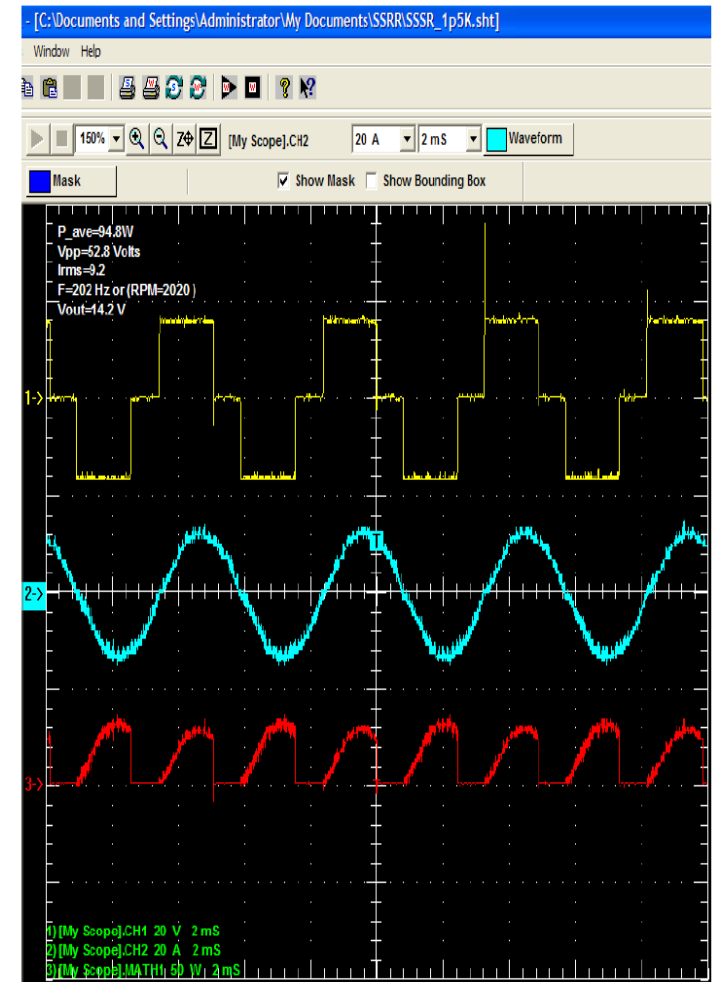 - [C:\Documents and Settings\Administrator\My Documents\SSRR\SSSR_1p5K.sht]
Window Help
150% Z [My Scope].CH2 20 A 2 mS Waveform
Mask Show Mask Show Bounding Box
P_ave=94.8W
Vpp=52.8 Volts
Irms=9.2
F=202 Hz or (RPM=2020 )
Vout=14.2 V
1->
T
2->
3->
1) [My Scope].CH1 20 V 2 mS
2) [My Scope].CH2 20 A 2 mS
3) [My Scope].MATH1 50 W 2 mS